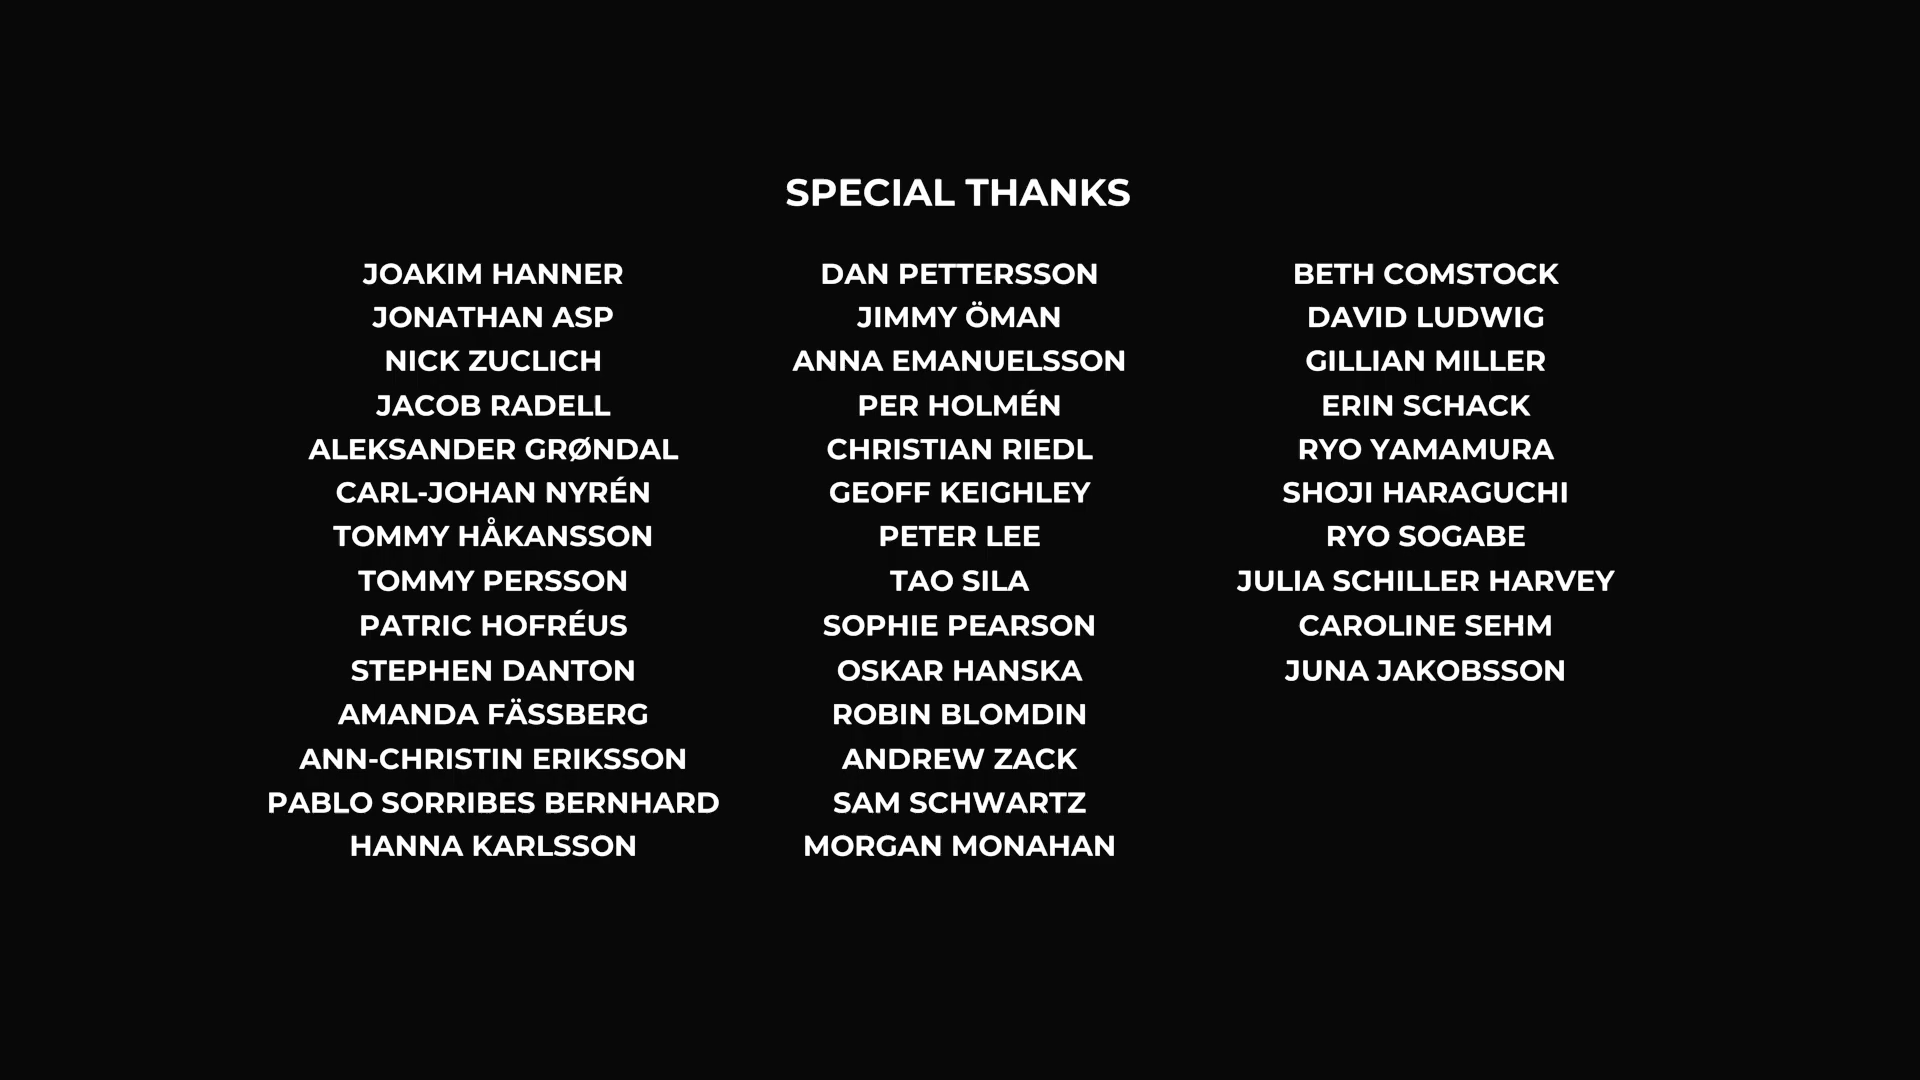 SPECIAL THANKS
JOAKIM HANNER
JONATHAN ASP
NICK ZUCLICH
JACOB RADELL
ALEKSANDER GRØNDAL
CARL-JOHAN NYRÉN
TOMMY HÅKANSSON
TOMMY PERSSON
PATRIC HOFRÉUS
STEPHEN DANTON
AMANDA FÄSSBERG
ANN-CHRISTIN ERIKSSON
PABLO SORRIBES BERNHARD
HANNA KARLSSON
DAN PETTERSSON
JIMMY ÖMAN
ANNA EMANUELSSON
PER HOLMÉN
CHRISTIAN RIEDL
GEOFF KEIGHLEY
PETER LEE
TAO SILA
SOPHIE PEARSON
OSKAR HANSKA
ROBIN BLOMDIN
ANDREW ZACK
SAM SCHWARTZ
MORGAN MONAHAN
BETH COMSTOCK
DAVID LUDWIG
GILLIAN MILLER
ERIN SCHACK
RYO YAMAMURA
SHOJI HARAGUCHI
RYO SOGABE
JULIA SCHILLER HARVEY
CAROLINE SEHM
JUNA JAKOBSSON